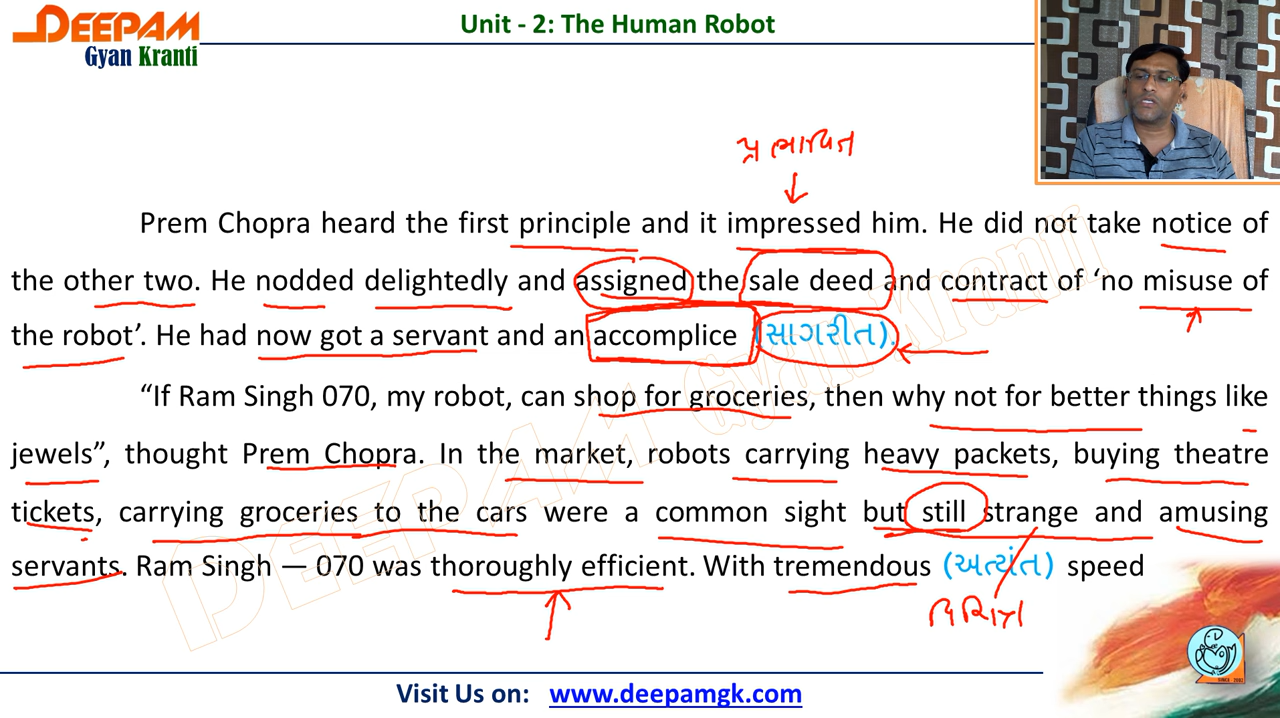 DEEPAM
Gyan Kranti
Unit - 2: The Human Robot
પ્રભાવિત
Prem Chopra heard the first principle and it impressed him. He did not take notice of
the other two. He nodded delightedly and assigned the sale deed and contract of ‘no misuse of
the robot’. He had now got a servant and an accomplice (સાગરીત).
“If Ram Singh 070, my robot, can shop for groceries, then why not for better things like
jewels”, thought Prem Chopra. In the market, robots carrying heavy packets, buying theatre
tickets, carrying groceries to the cars were a common sight but still strange and amusing
servants. Ram Singh — 070 was thoroughly efficient. With tremendous (અત્યંત) speed
વિચિત્ર
DEEPAM Gyan Kranti
SINCE 2002
Visit Us on: www.deepamgk.com